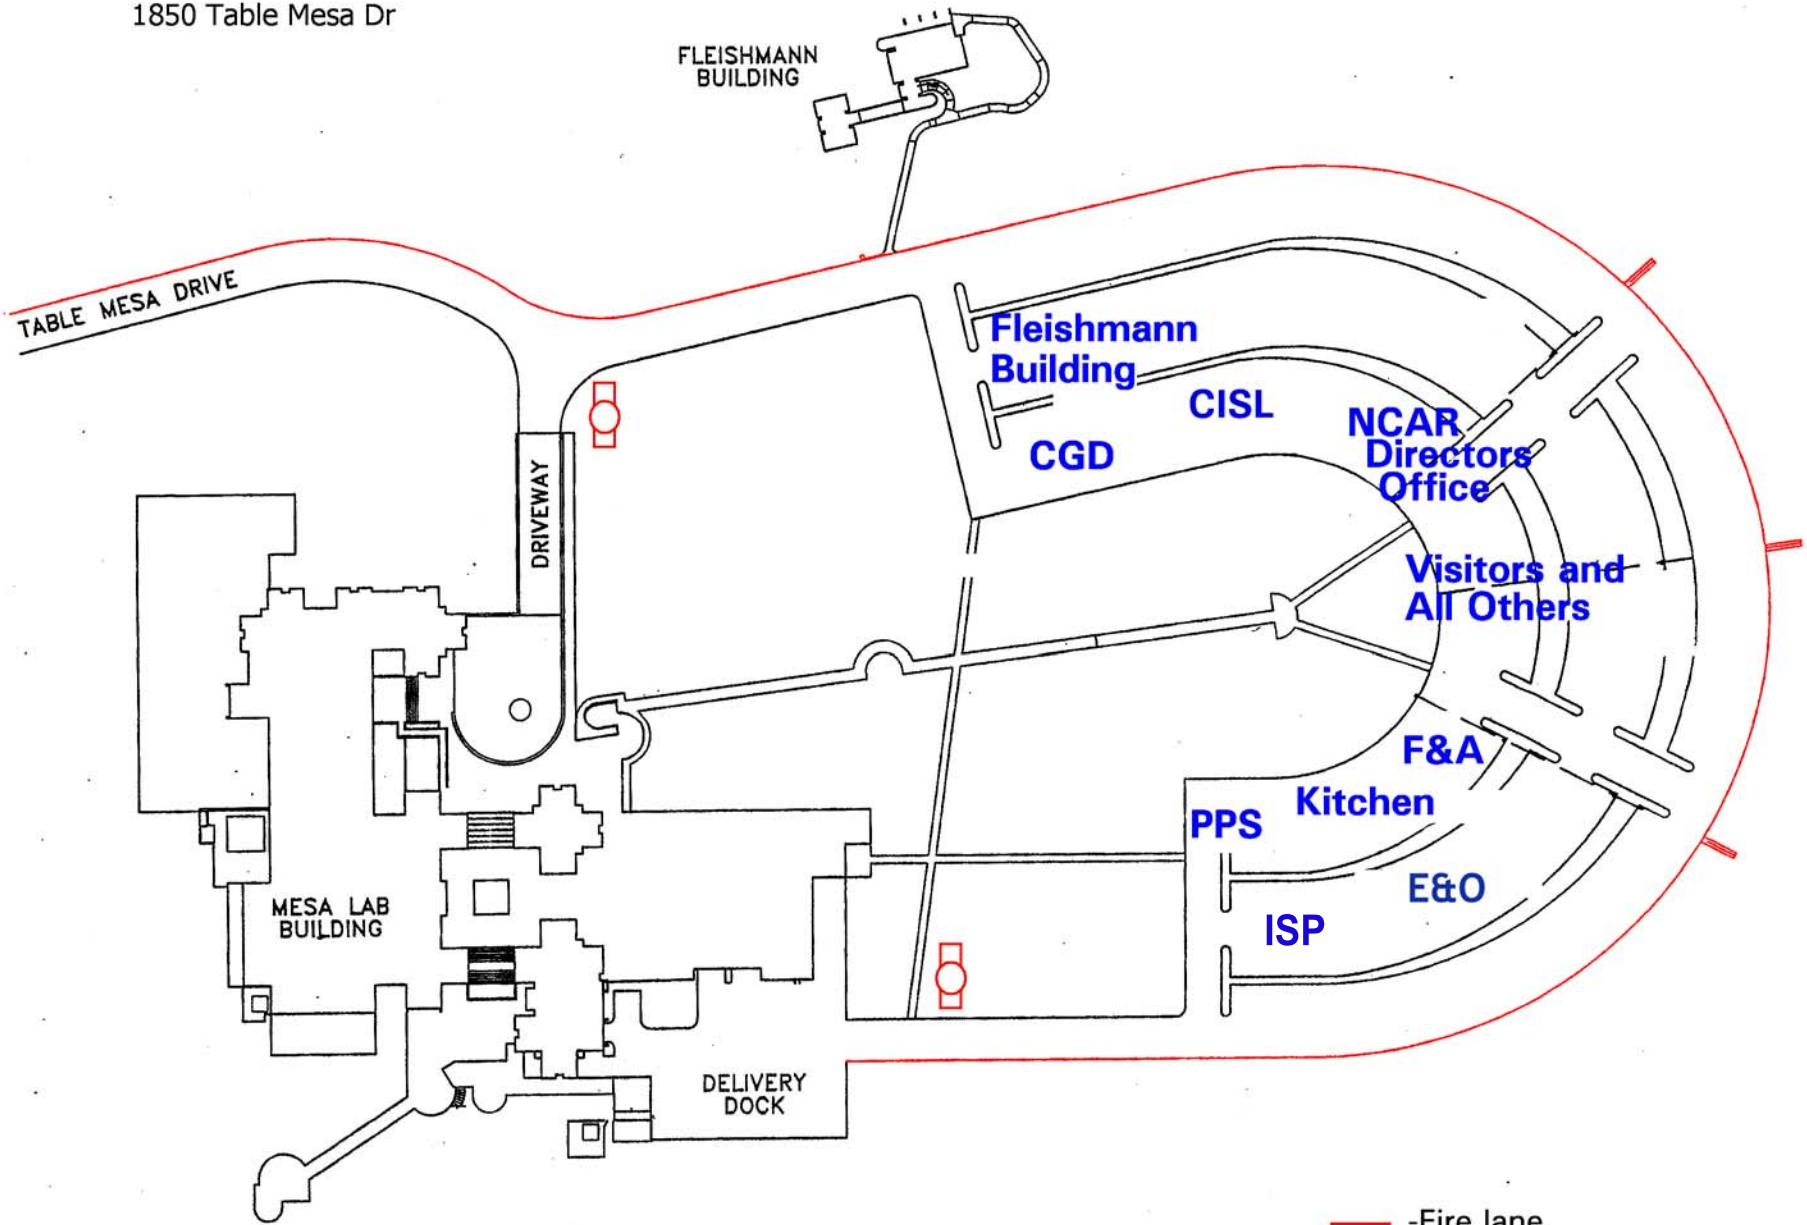 1850 Table Mesa Dr
FLEISHMANN
BUILDING
TABLE MESA DRIVE
Fleishmann
Building
CISL
NCAR
Directors
Office
CGD
DRIVEWAY
Visitors and
All Others
F&A
Kitchen
PPS
E&O
ISP
MESA LAB
BUILDING
DELIVERY
DOCK
-Fire lane